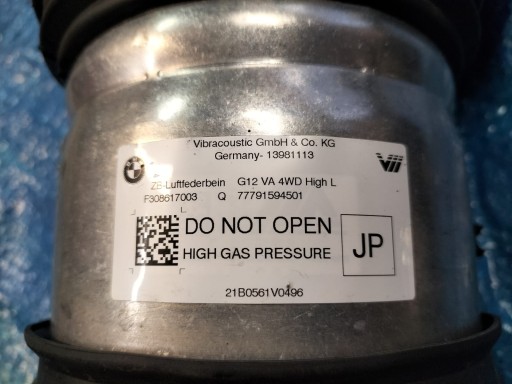 Vibracoustic GmbH & Co. KG
Germany- 13981113
ZB-Luftfederbein G12 VA 4WD High L
F308617003 Q 77791594501
DO NOT OPEN
HIGH GAS PRESSURE
JP
21B0561V0496